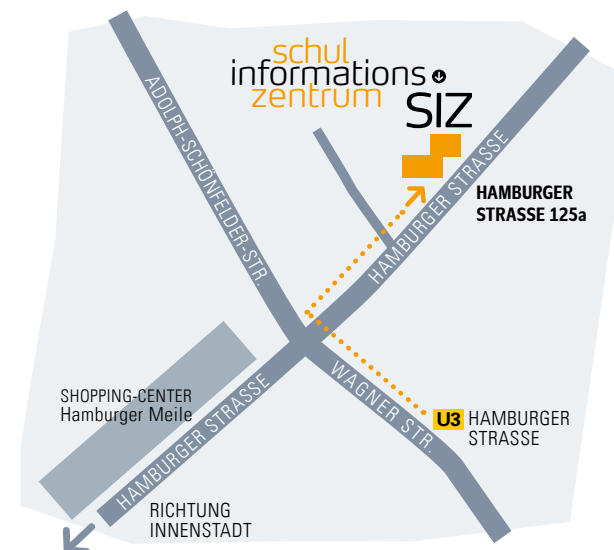 schul
informations
zentrum
SIZ
ADOLPH-SCHÖNFELDER-STR.
HAMBURGER STRASSE
HAMBURGER
STRASSE 125a
SHOPPING-CENTER
Hamburger Meile
HAMBURGER STRASSE
WAGNER STR.
U3 HAMBURGER
STRASSE
RICHTUNG
INNENSTADT